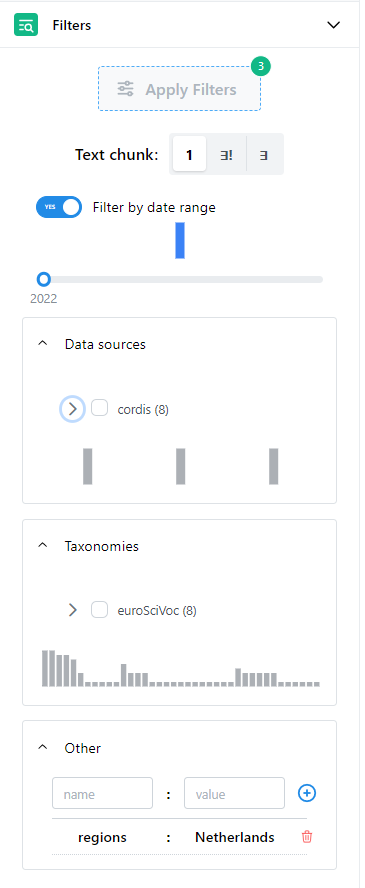 Filters
3
Apply Filters
Text chunk: 1 ∃! ∃
YES Filter by date range
2022
Data sources
cordis (8)
Taxonomies
euroSciVoc (8)
Other
name : value
regions : Netherlands